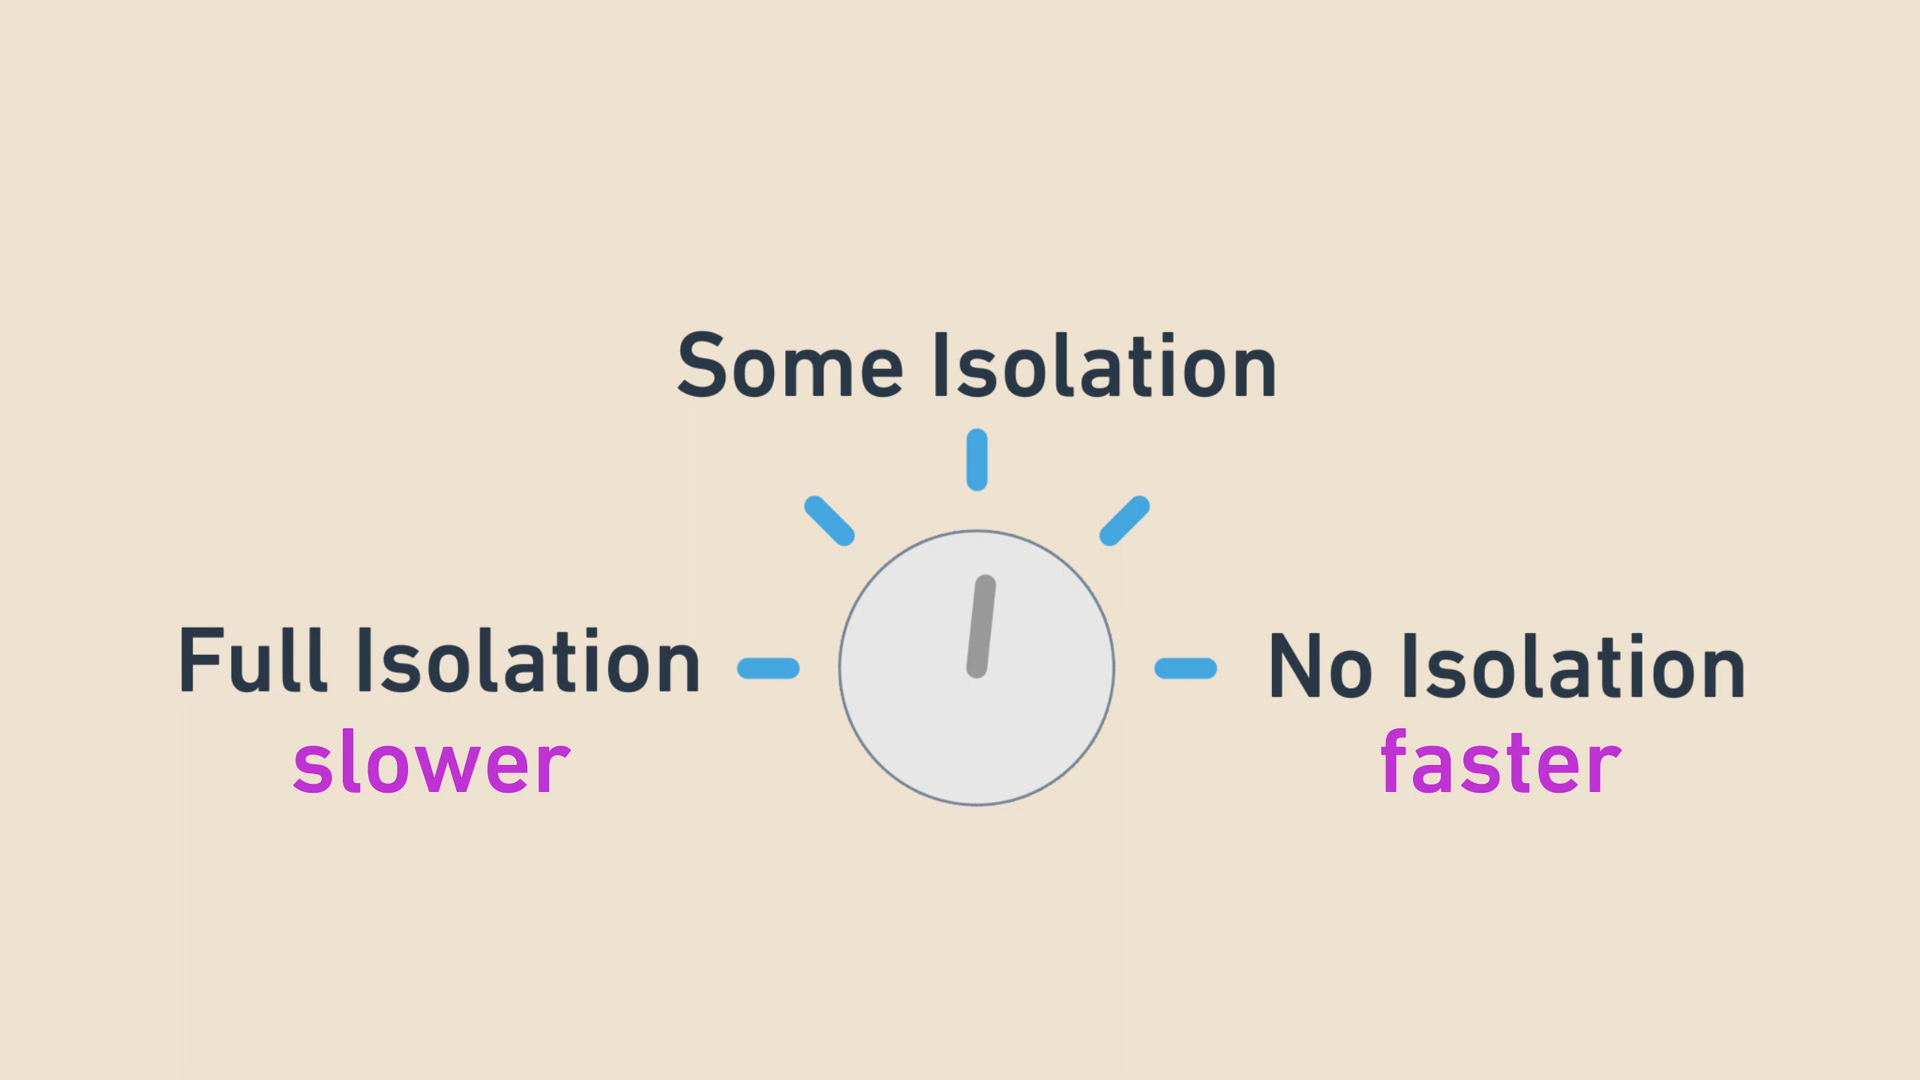 Some Isolation
Full Isolation
slower
No Isolation
faster